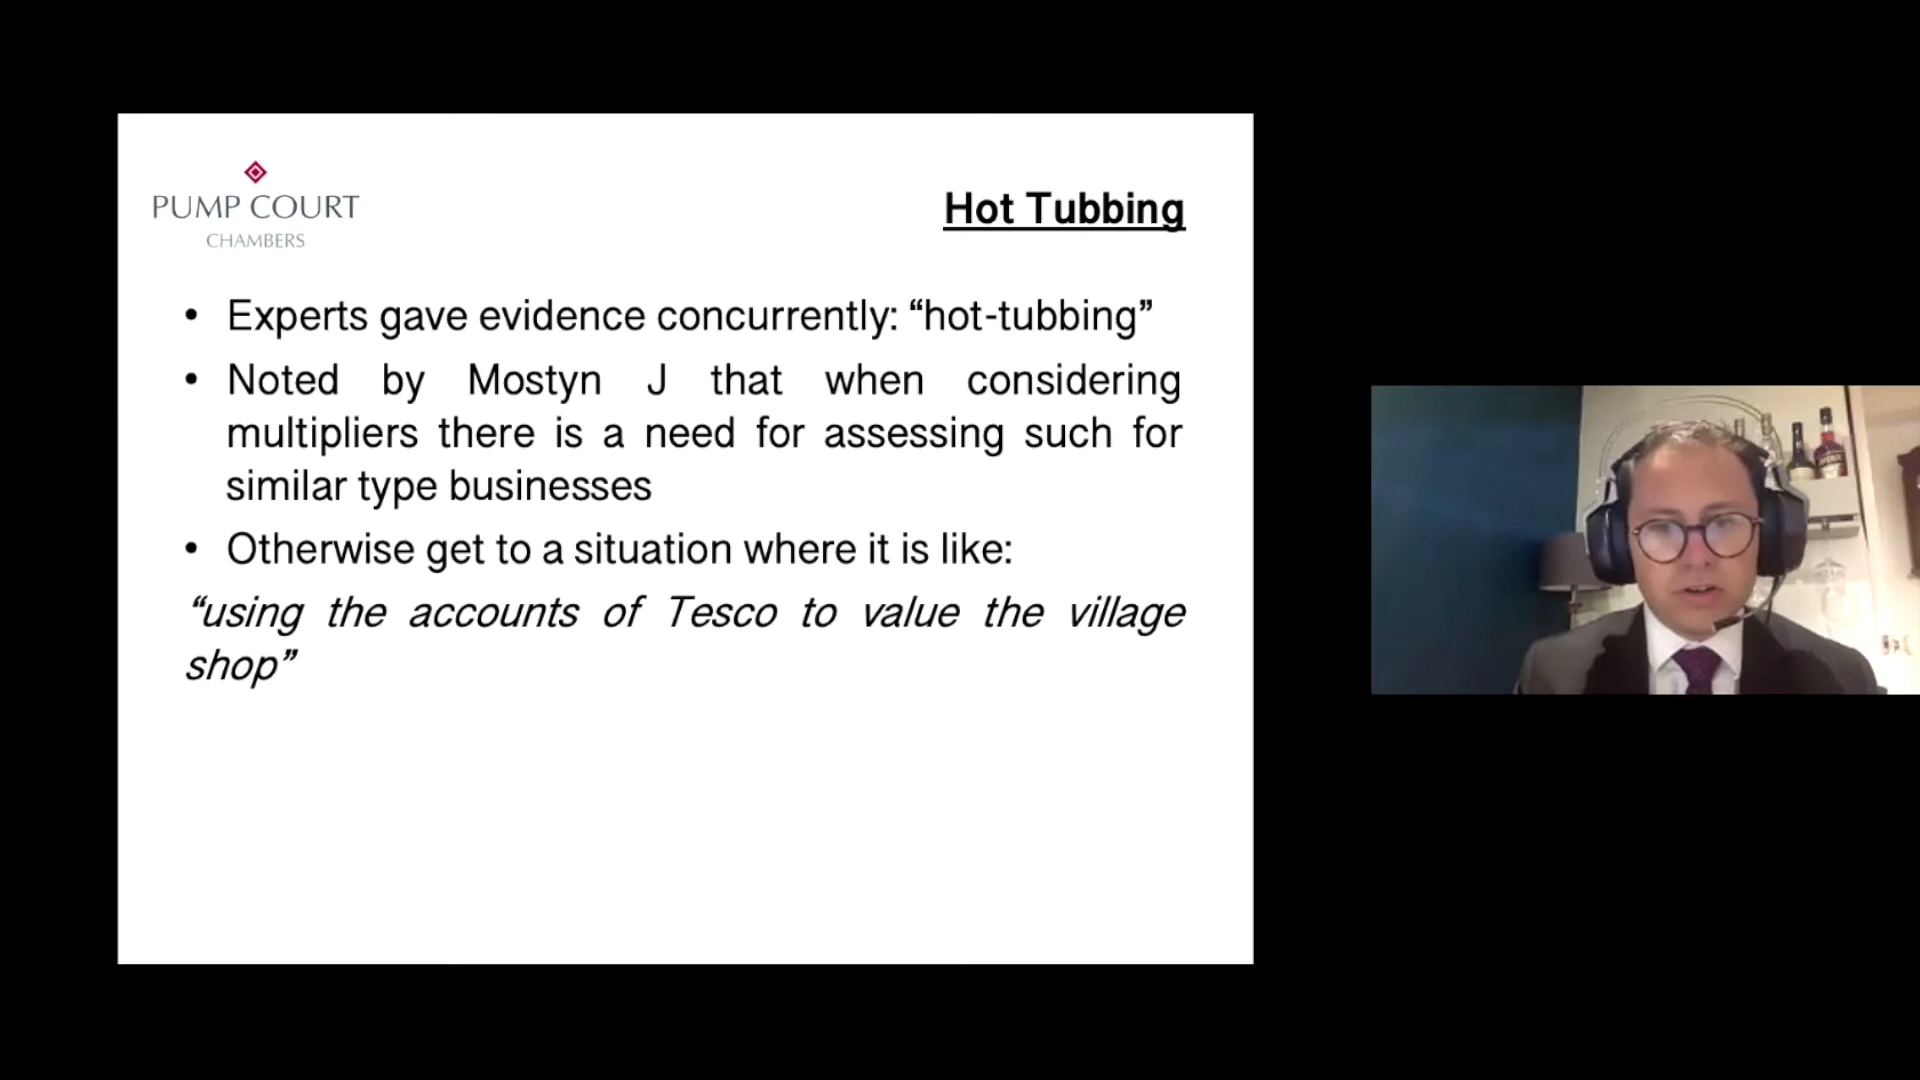 PUMP COURT
CHAMBERS
Hot Tubbing
• Experts gave evidence concurrently: “hot-tubbing”
• Noted by Mostyn J that when considering
multipliers there is a need for assessing such for
similar type businesses
• Otherwise get to a situation where it is like:
“using the accounts of Tesco to value the village
shop”